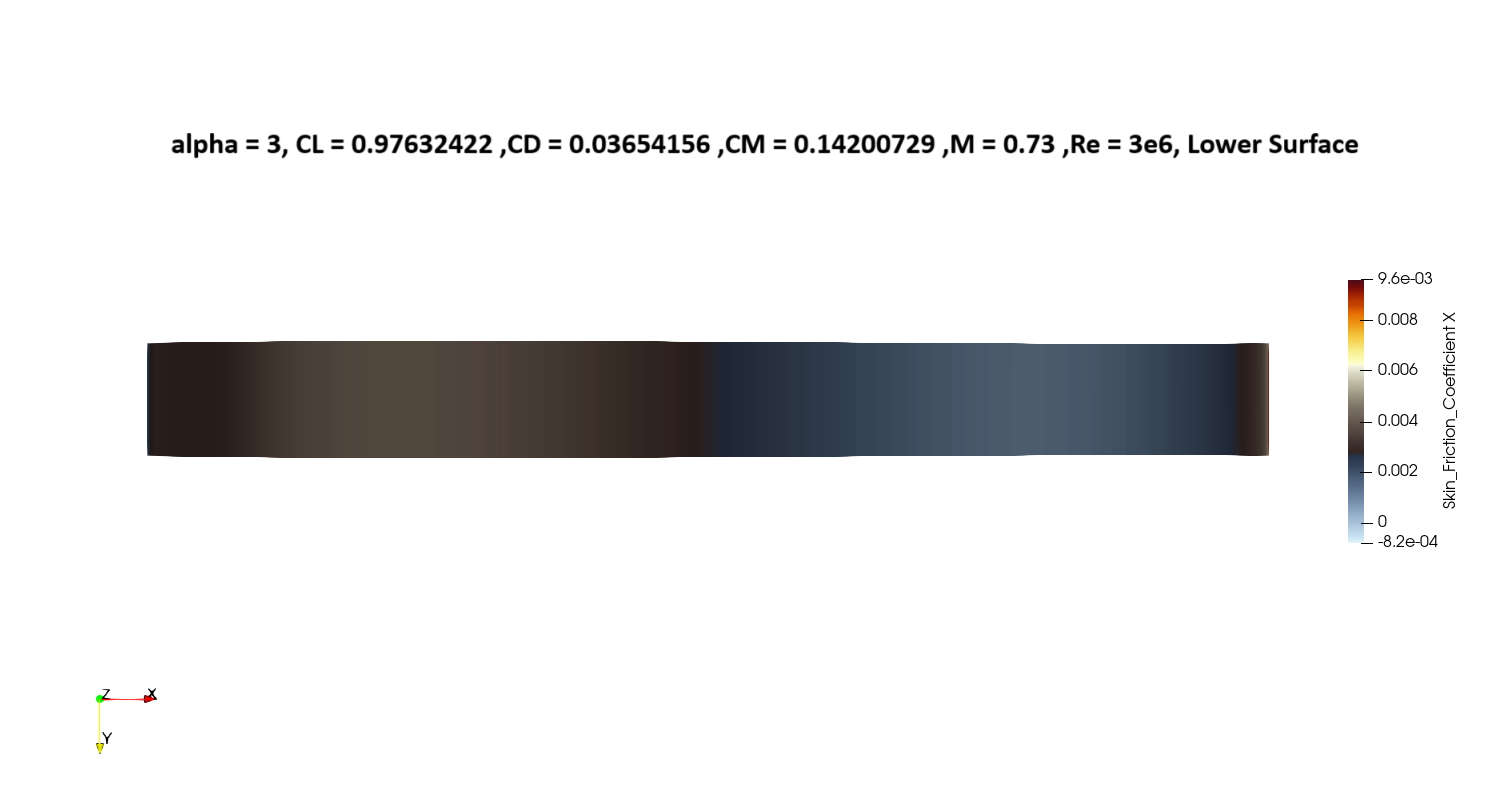 alpha = 3, CL = 0.97632422 ,CD = 0.03654156 ,CM = 0.14200729 ,M = 0.73 ,Re = 3e6, Lower Surface
9.6e-03
0.008
0.006
0.004
0.002
0
-8.2e-04
Skin_Friction_Coefficient X
Z
X
Y